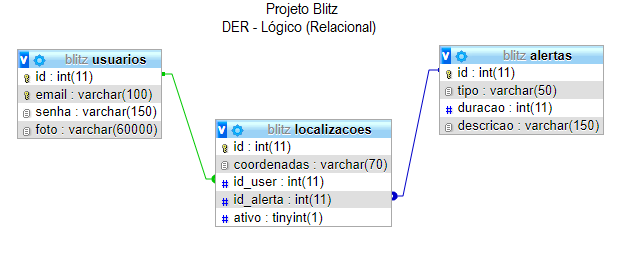 Projeto Blitz
DER - Lógico (Relacional)
v blitz usuarios
id : int(11)
email : varchar(100)
senha : varchar(150)
foto : varchar(60000)
v blitz localizacoes
id : int(11)
coordenadas : varchar(70)
# id_user : int(11)
# id_alerta : int(11)
# ativo : tinyint(1)
v blitz alertas
id : int(11)
tipo : varchar(50)
# duracao : int(11)
descricao : varchar(150)